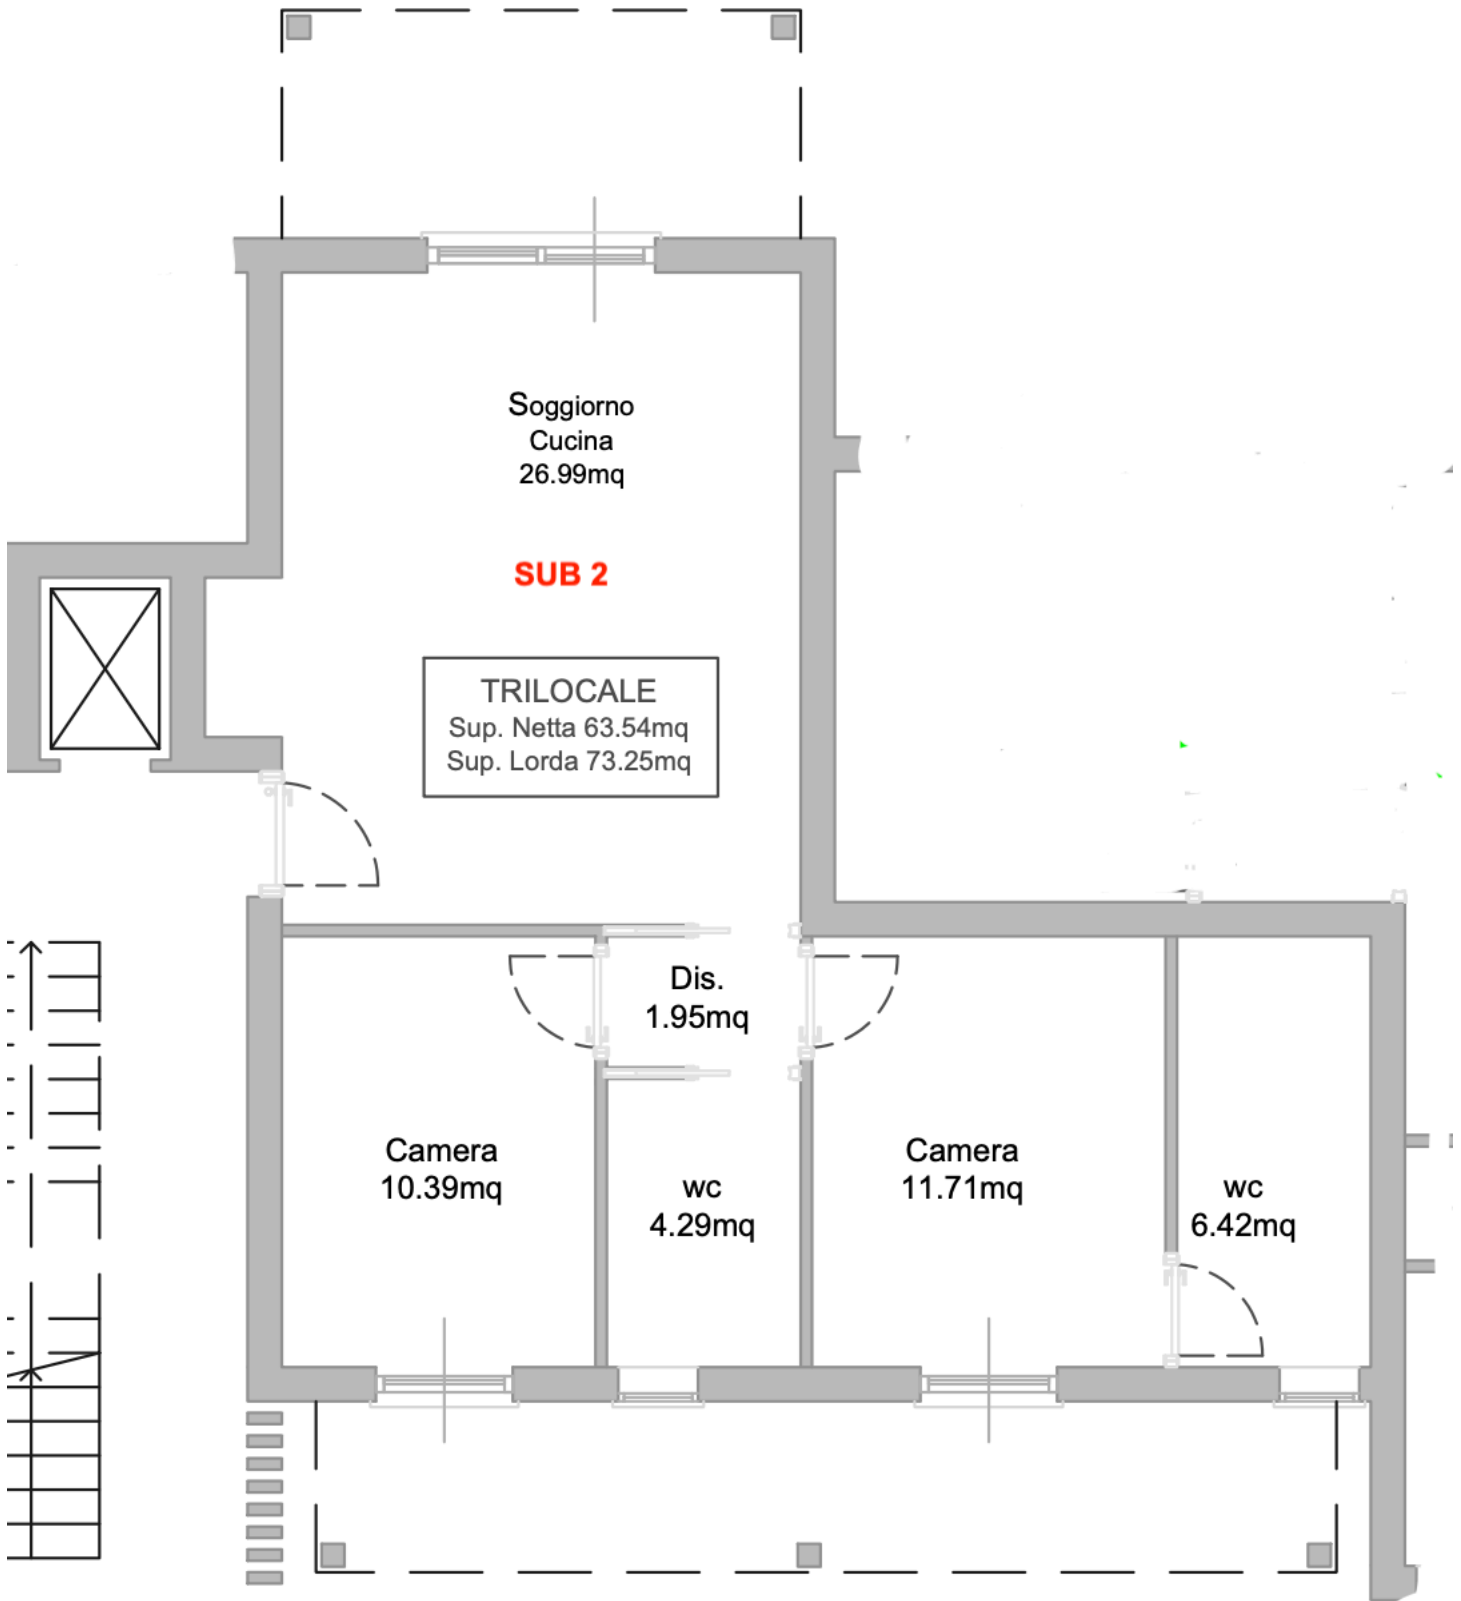 Soggiorno
Cucina
26.99mq
SUB 2
TRILOCALE
Sup. Netta 63.54mq
Sup. Lorda 73.25mq
Dis.
1.95mq
Camera
10.39mq
wc
4.29mq
Camera
11.71mq
wc
6.42mq